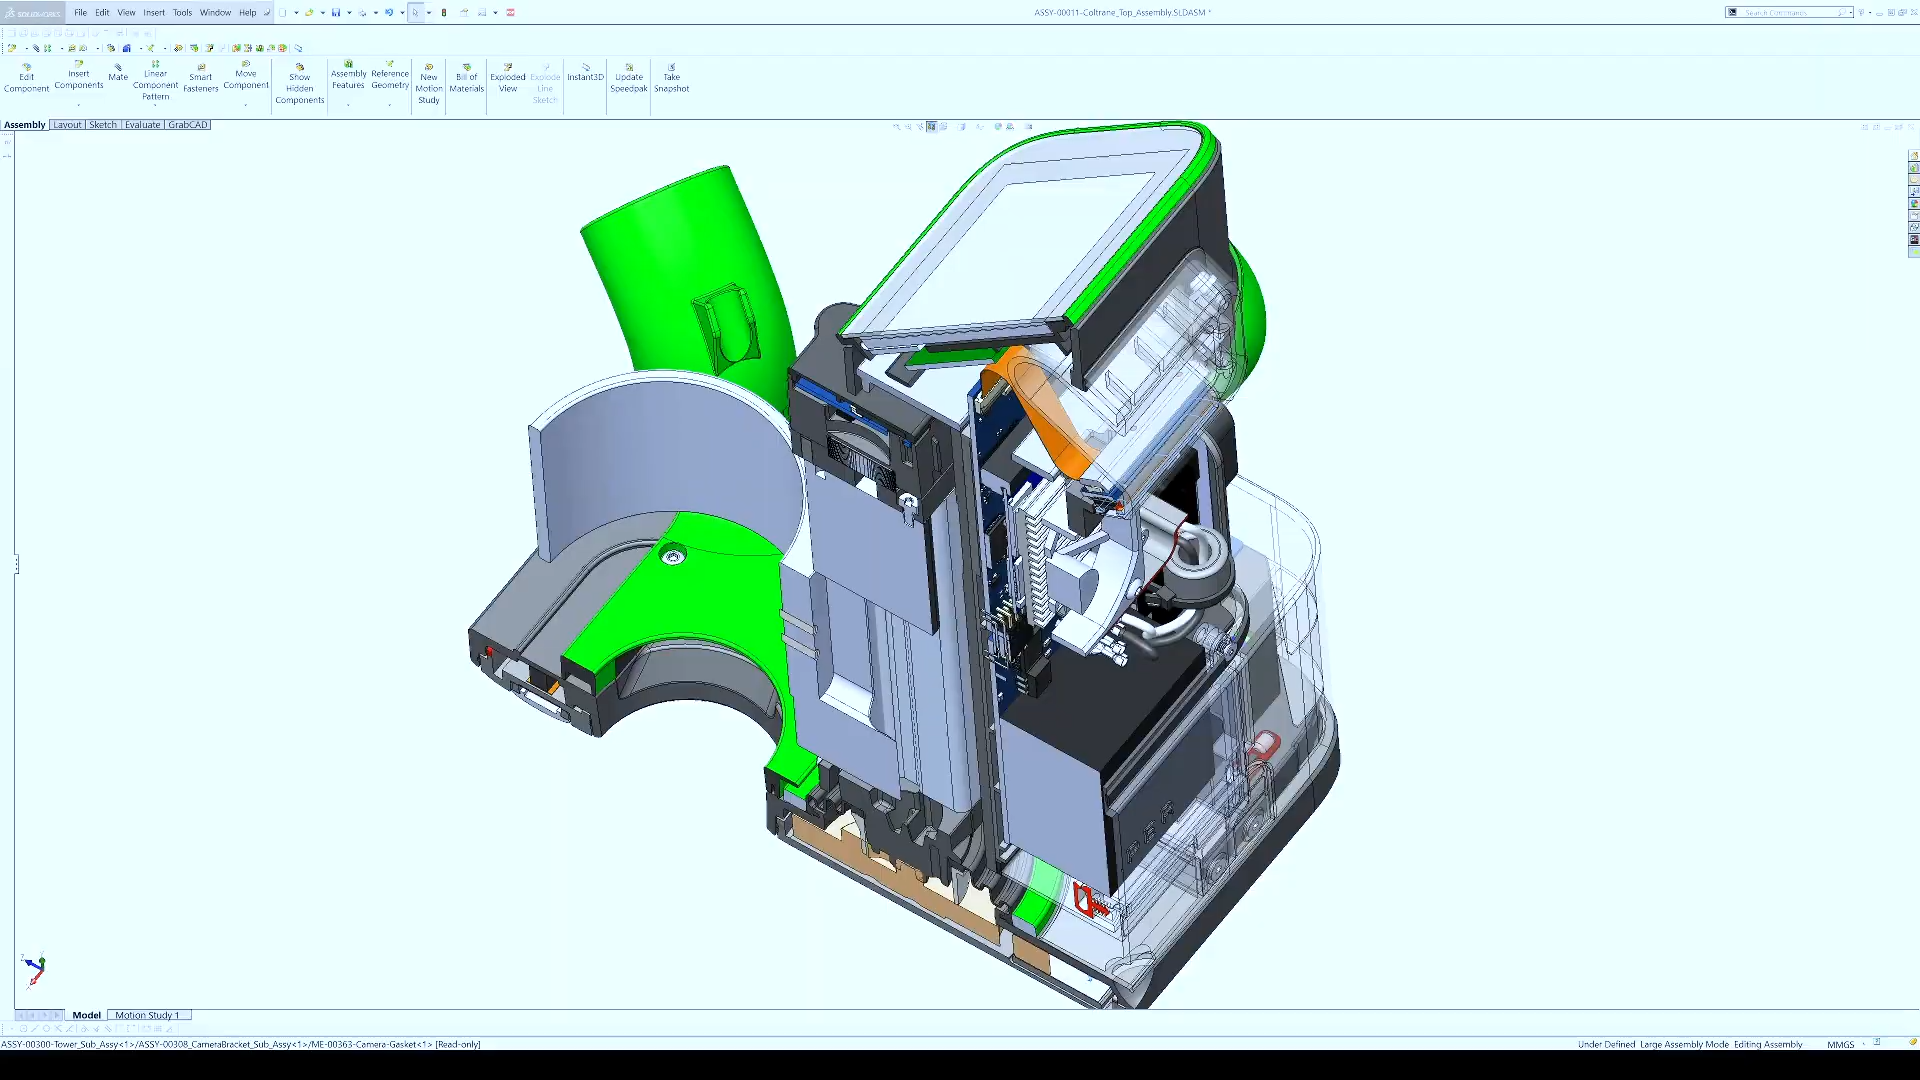 SOLIDWORKS File Edit View Insert Tools Window Help
ASSY-00011-Coltrane_Top_Assembly.SLDASM *
Search Commands
Edit Component
Insert Components
Mate
Linear Component Pattern
Smart Fasteners
Move Component
Show Hidden Components
Assembly Features
Reference Geometry
New Motion Study
Bill of Materials
Exploded View
Explode Line Sketch
Instant3D
Update Speedpak
Take Snapshot
Assembly Layout Sketch Evaluate GrabCAD
Model Motion Study 1
ASSY-00300-Tower_Sub_Assy<1>/ASSY-00308_CameraBracket_Sub_Assy<1>/ME-00363-Camera-Gasket<1> [Read-only]
Under Defined Large Assembly Mode Editing Assembly MMGS